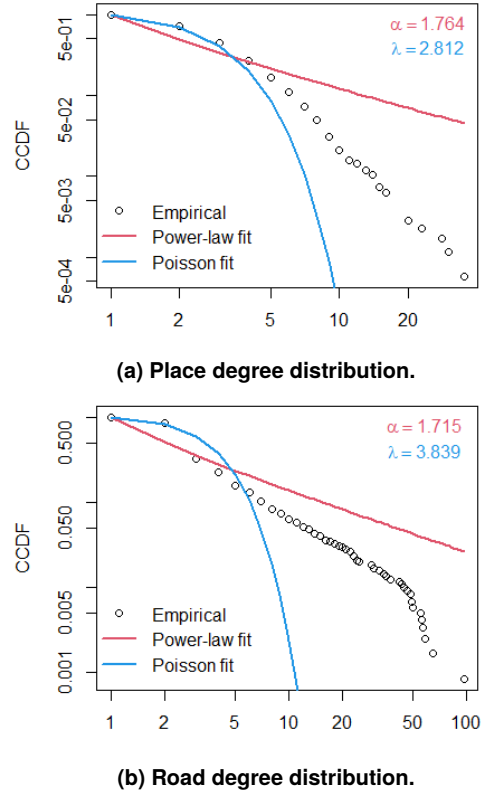 α = 1.764
λ = 2.812
CCDF
5e-01
5e-02
5e-03
5e-04
Empirical
Power-law fit
Poisson fit
1 2 5 10 20
(a) Place degree distribution.
α = 1.715
λ = 3.839
CCDF
0.500
0.050
0.005
0.001
Empirical
Power-law fit
Poisson fit
1 2 5 10 20 50 100
(b) Road degree distribution.